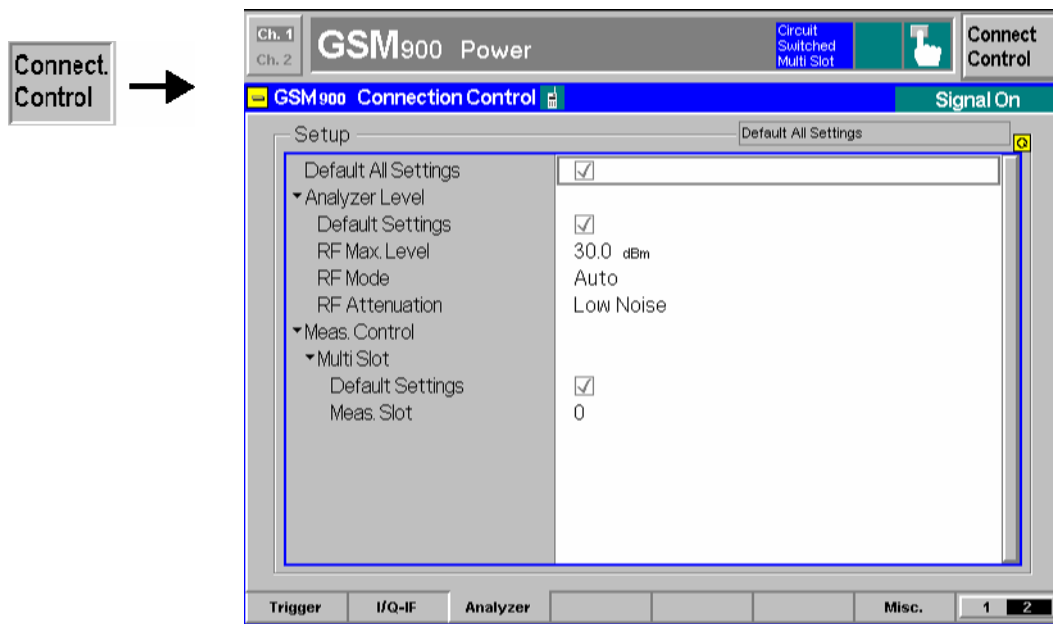 Connect.
Control
Ch. 1
Ch. 2
GSM900 Power
Circuit
Switched
Multi Slot
Connect
Control
GSM 900 Connection Control
Signal On
Setup
Default All Settings
Default All Settings
Analyzer Level
Default Settings
RF Max. Level 30.0 dBm
RF Mode Auto
RF Attenuation Low Noise
Meas. Control
Multi Slot
Default Settings
Meas. Slot 0
Trigger I/Q-IF Analyzer Misc. 1 2